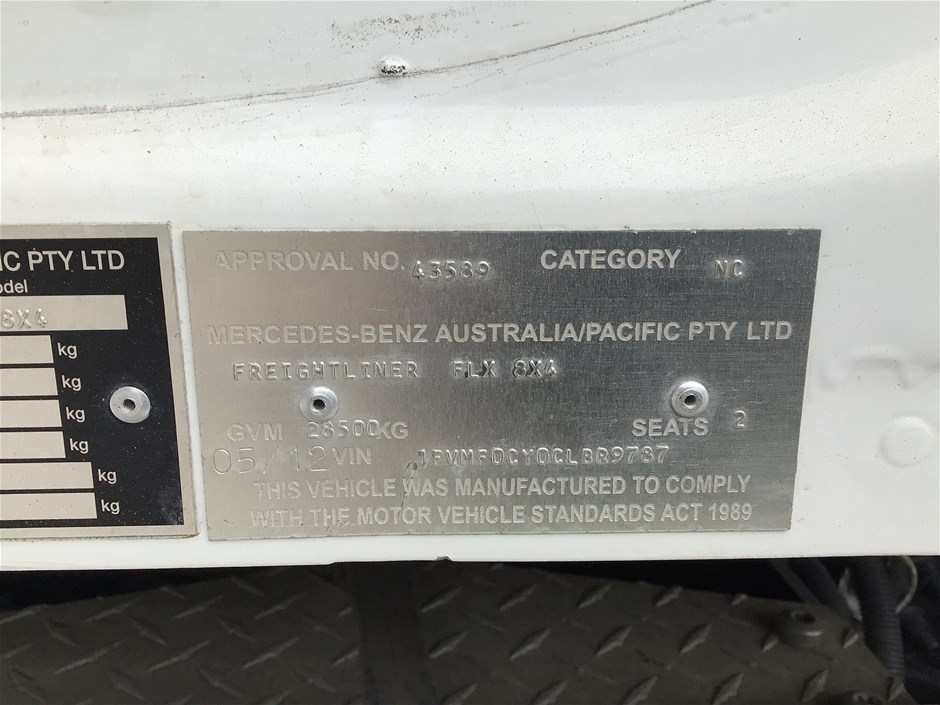 IC PTY LTD
odel
8X4
kg
kg
kg
kg
kg
kg
APPROVAL NO. 43589 CATEGORY NC
MERCEDES-BENZ AUSTRALIA/PACIFIC PTY LTD
FREIGHTLINER FLX 8X4
GVM 28500KG SEATS 2
05/12 VIN 1FVMF0CY0CLBR9787
THIS VEHICLE WAS MANUFACTURED TO COMPLY
WITH THE MOTOR VEHICLE STANDARDS ACT 1989